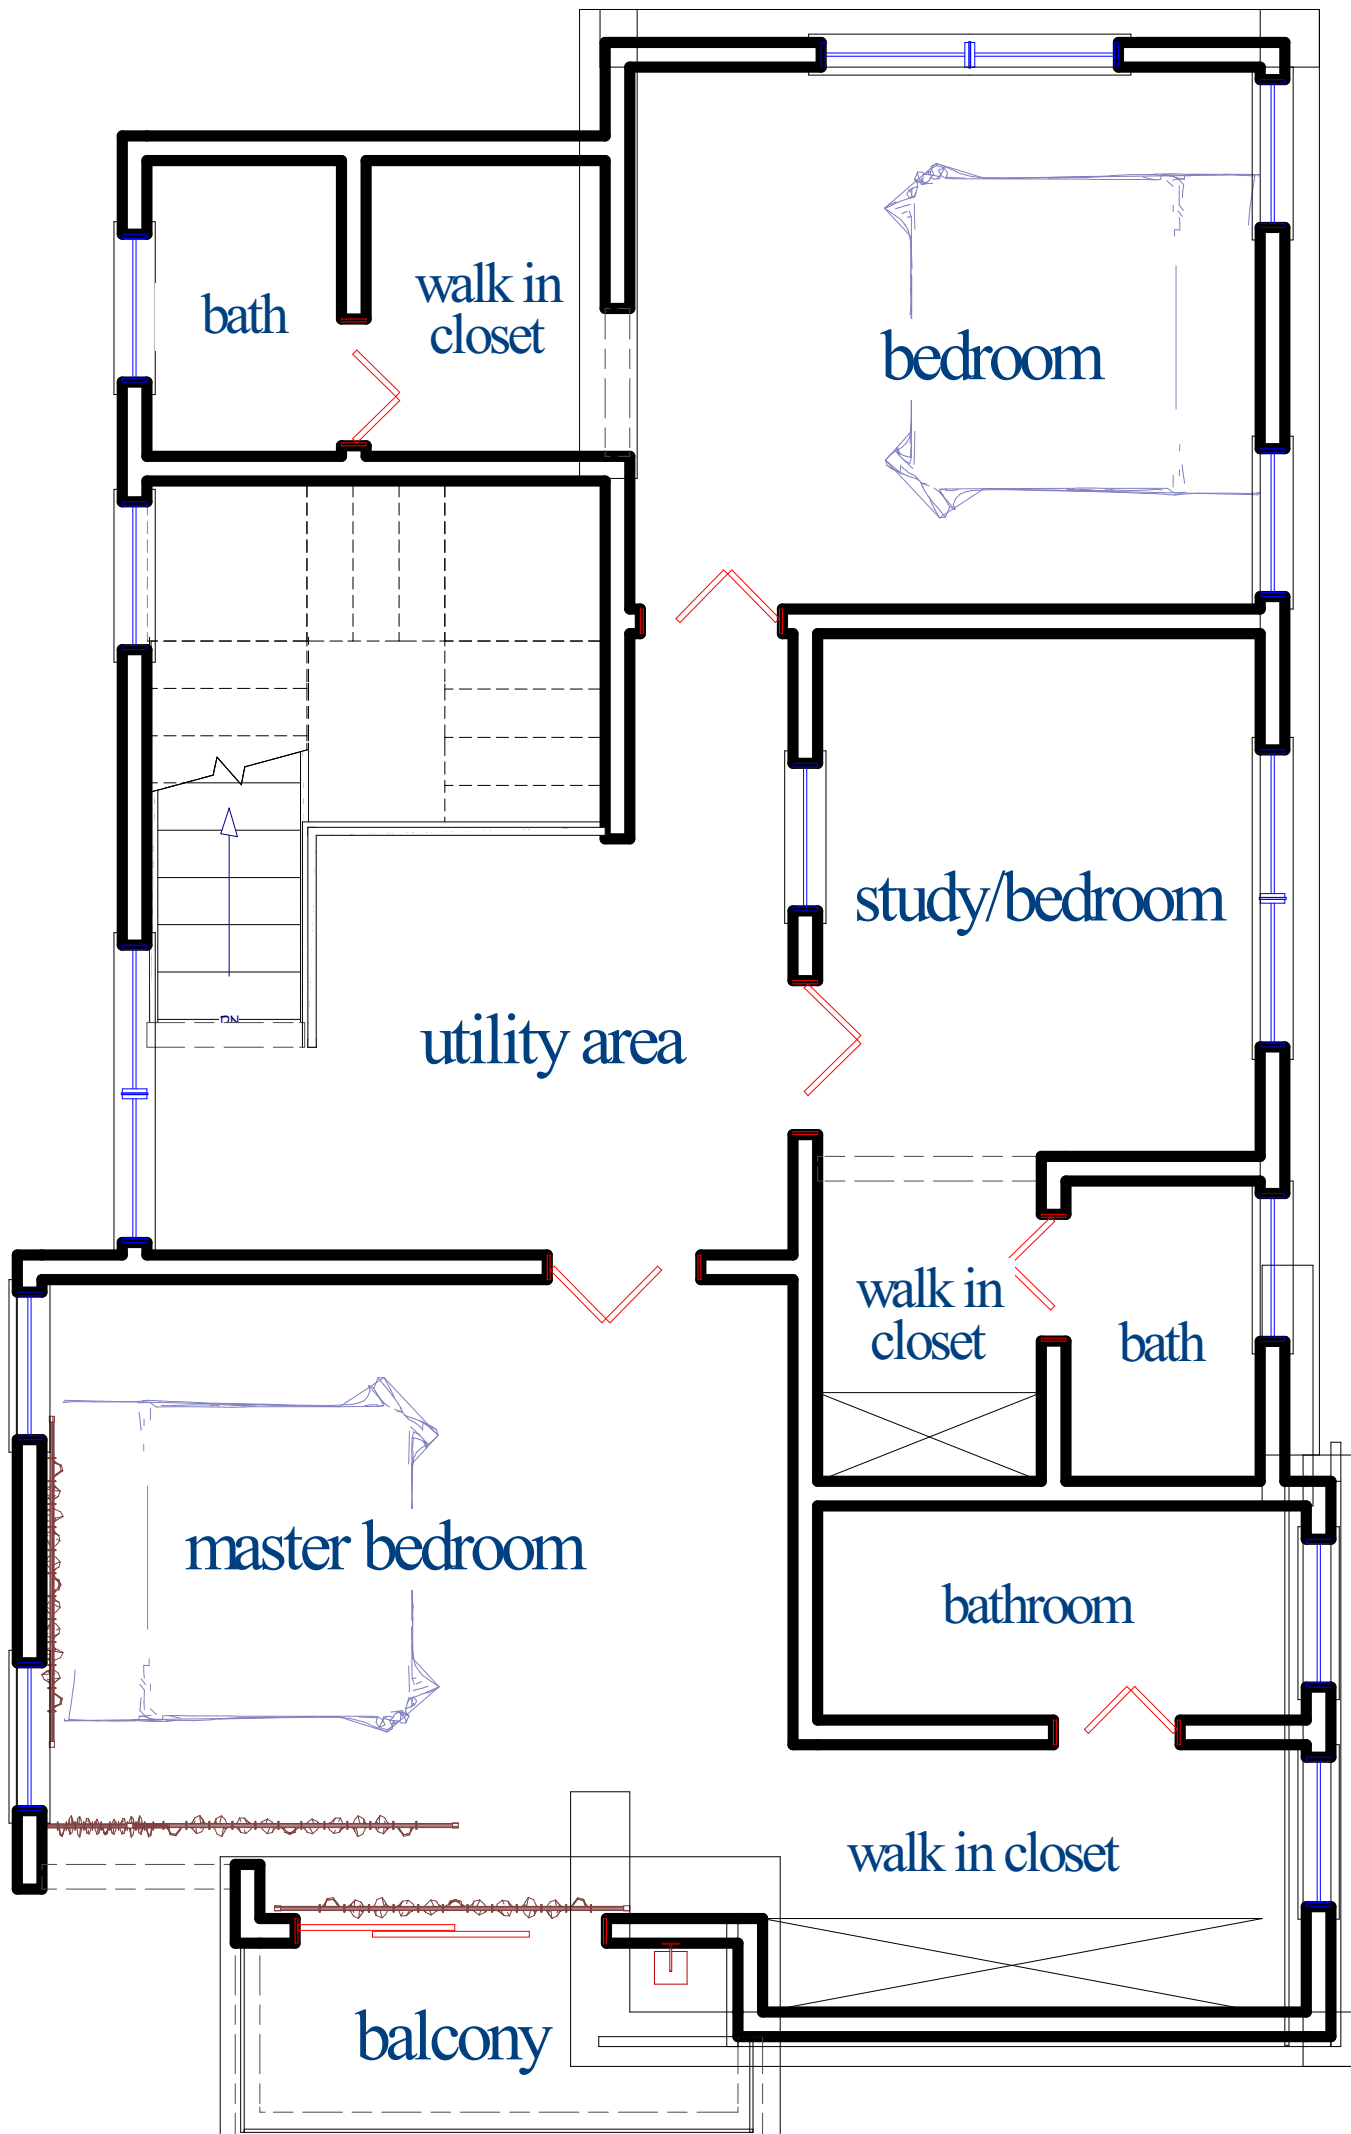 walk in
closet
bath
bedroom
study/bedroom
utility area
walk in
closet
bath
master bedroom
bathroom
walk in closet
balcony